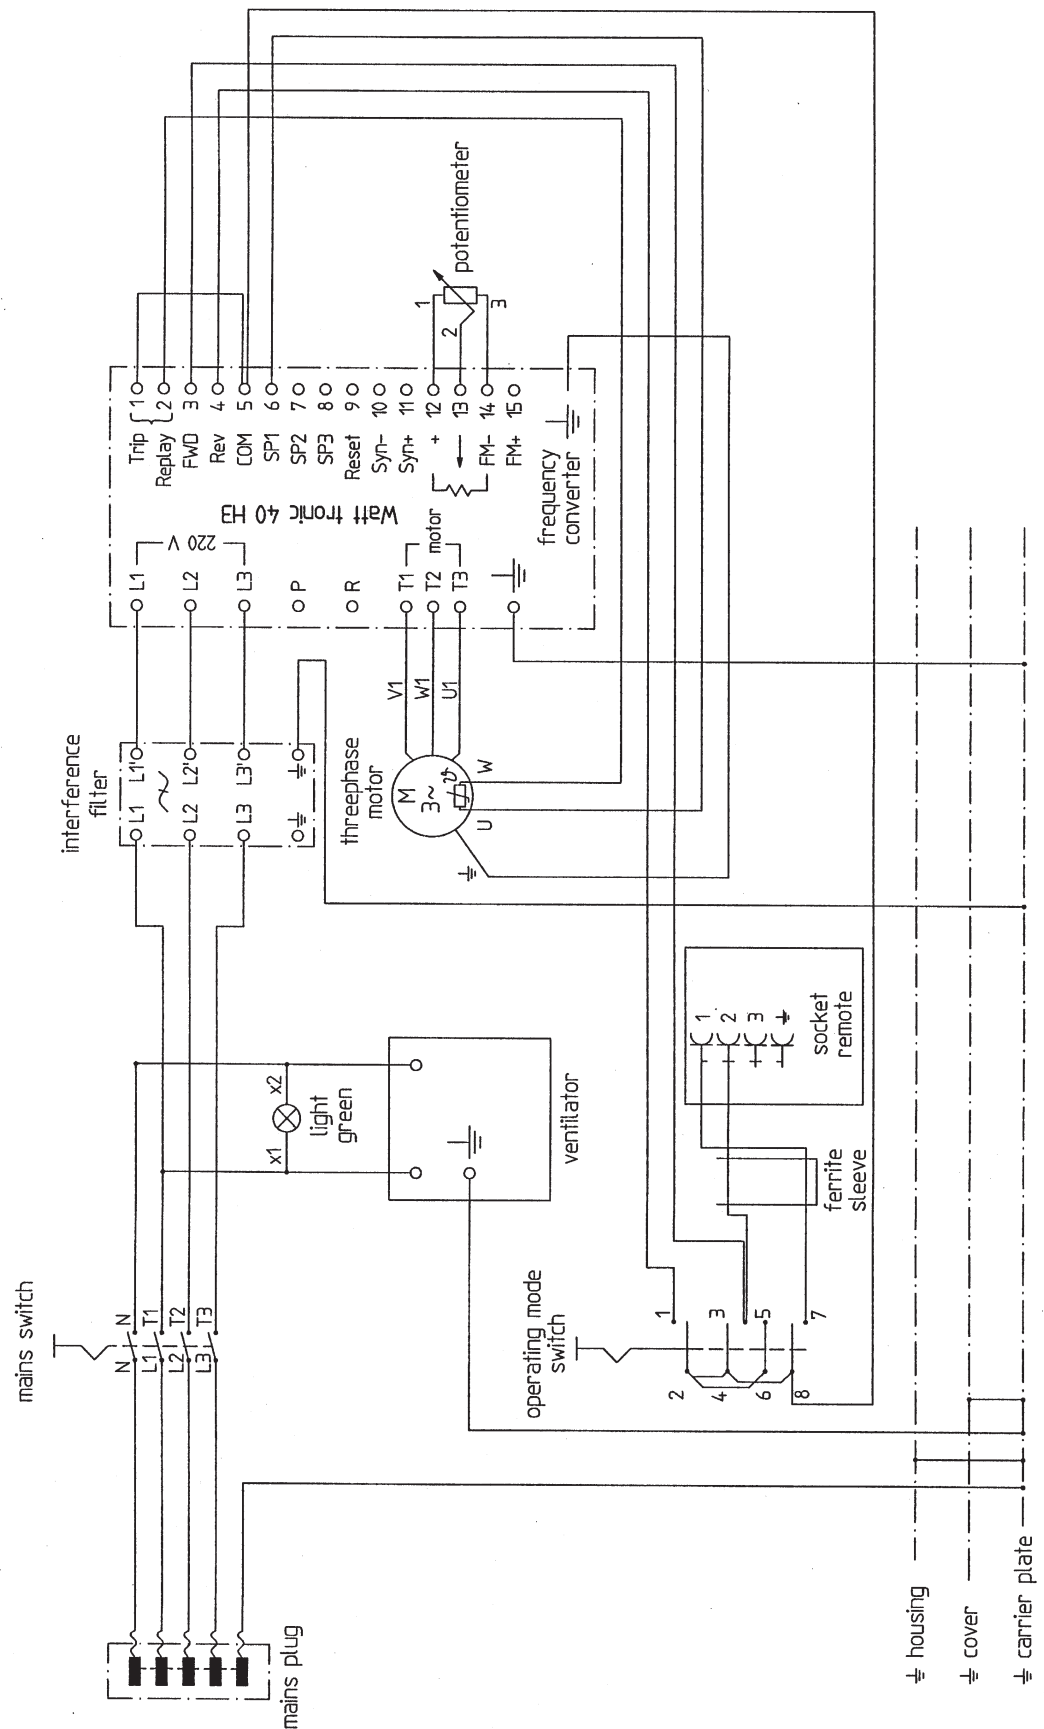 mains plug
mains switch
N
N
L1
T1
L2
T2
L3
T3
x1
x2
light
green
ventilator
interference
filter
L1
L1'
L2
L2'
L3
L3'
threephase
motor
M
3~
ϑ
U
W
V1
W1
U1
L1
L2
L3
220 V
P
R
T1
T2
T3
motor
Watt tronic 40 H3
frequency
converter
Trip
1
Replay
2
FWD
3
Rev
4
COM
5
SP1
6
SP2
7
SP3
8
Reset
9
Syn-
10
Syn+
11
+
12
13
FM-
14
FM+
15
1
2
3
potentiometer
operating mode
switch
2
1
4
3
6
5
8
7
ferrite
sleeve
1
2
3
socket
remote
housing
cover
carrier plate